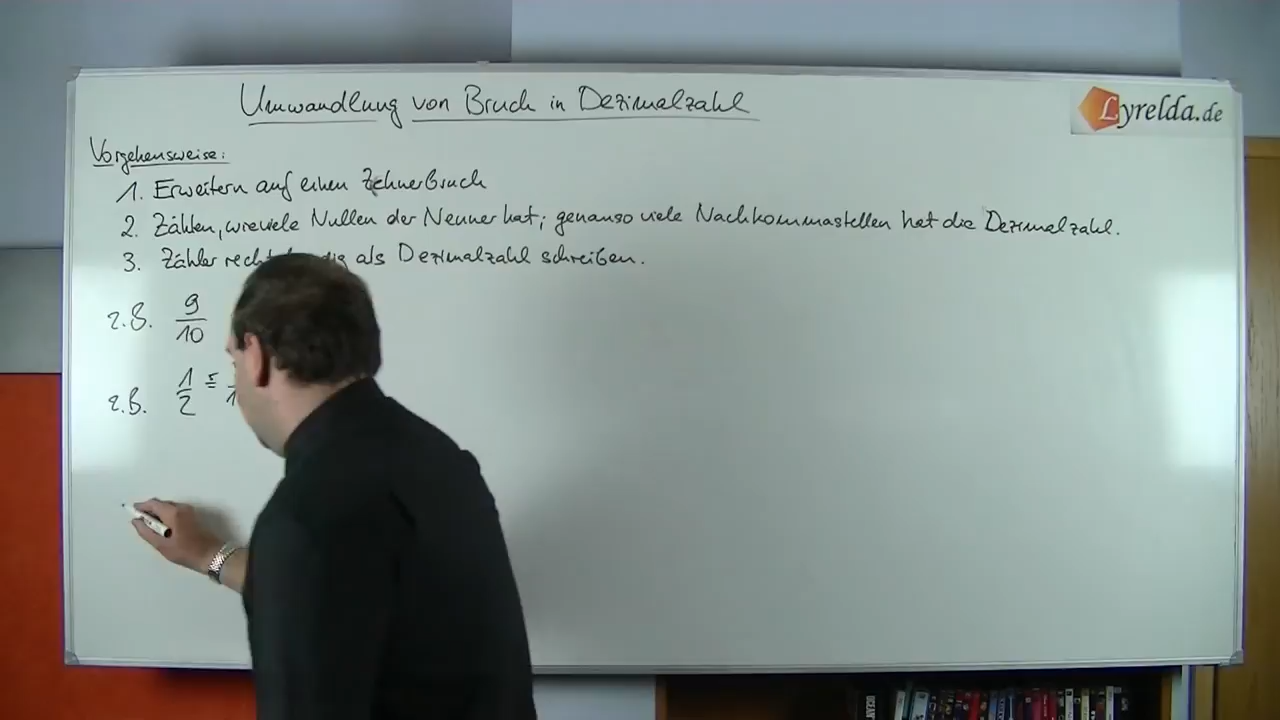 Umwandlung von Bruch in Dezimalzahl
Lyrelda.de
Vorgehensweise:
1. Erweitern auf einen Zehnerbruch
2. Zählen, wieviele Nullen der Nenner hat; genauso viele Nachkommastellen hat die Dezimalzahl.
3. Zähler als Dezimalzahl schreiben.
z.B. 9/10
z.B. 1/2 =